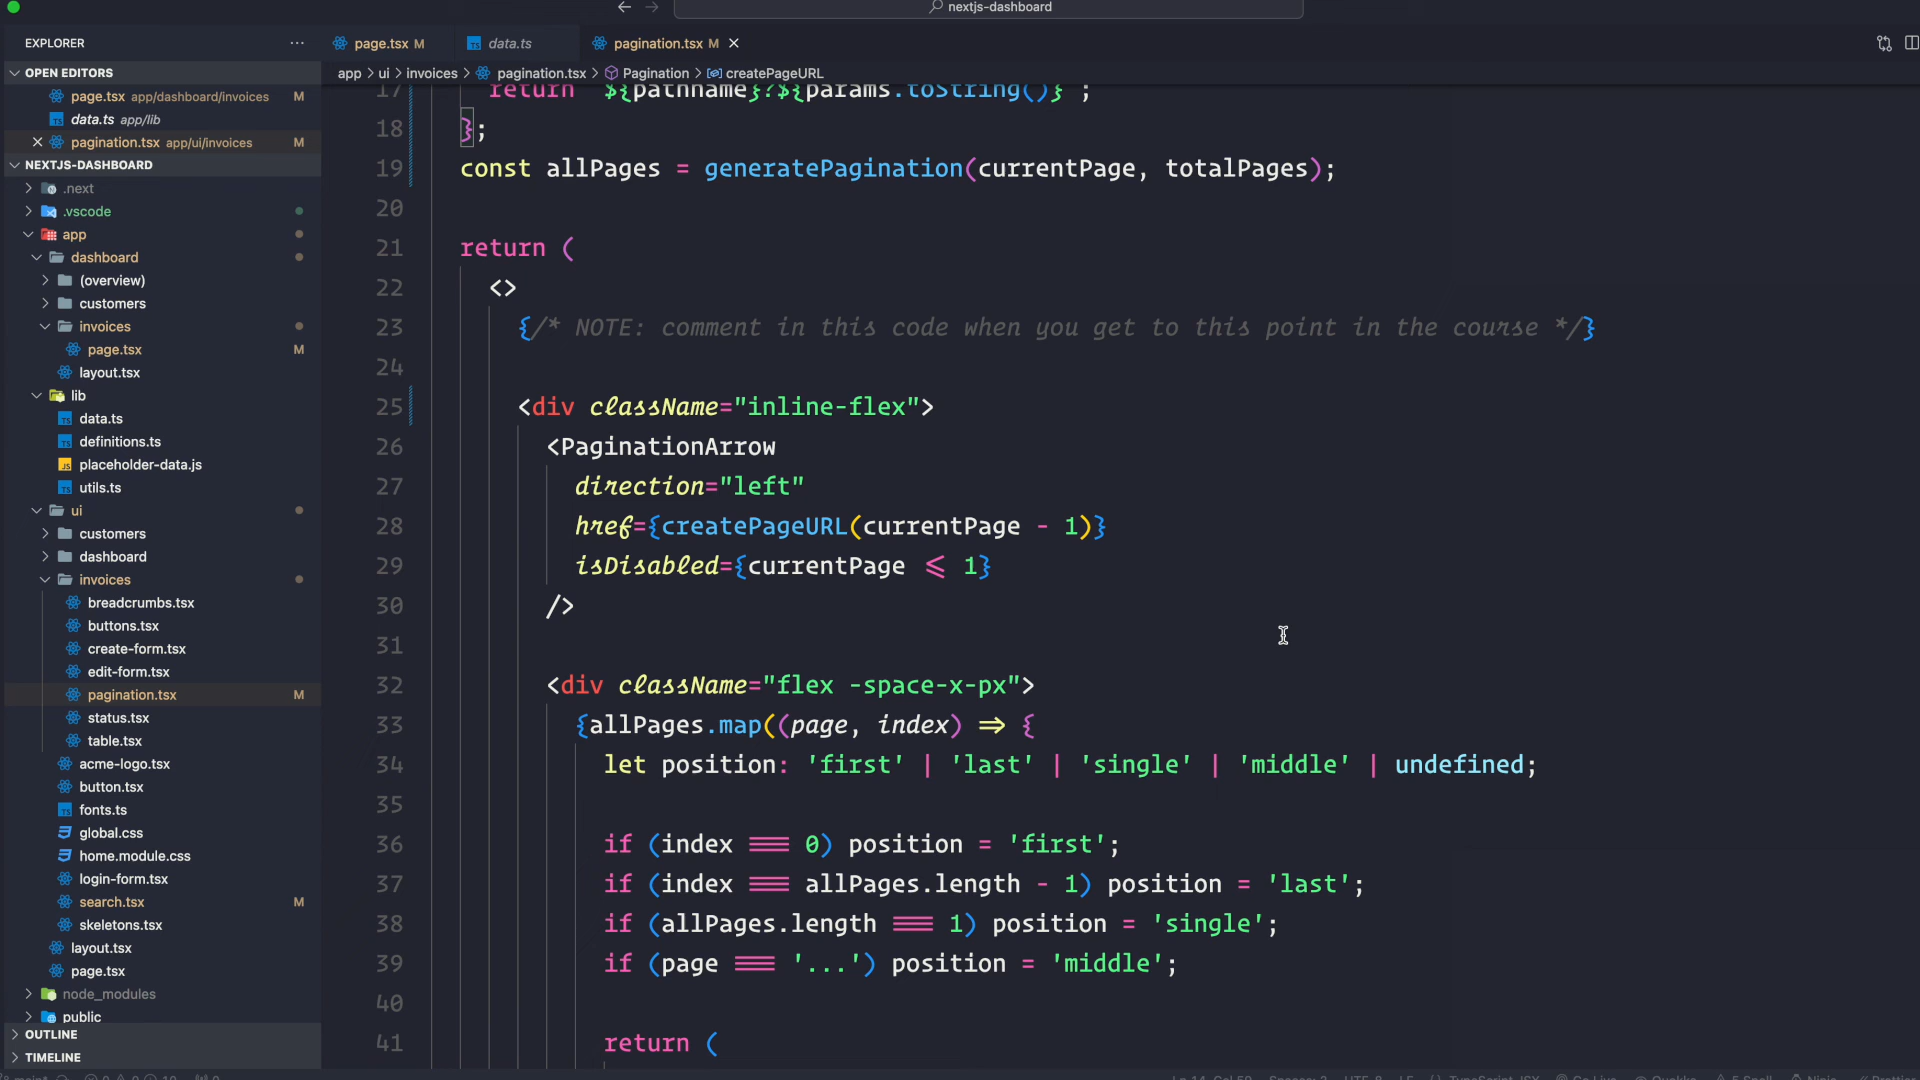 nextjs-dashboard
EXPLORER
page.tsx M
data.ts
pagination.tsx M
OPEN EDITORS
app > ui > invoices > pagination.tsx > Pagination > createPageURL
page.tsx app/dashboard/invoices M
data.ts app/lib
pagination.tsx app/ui/invoices M
NEXTJS-DASHBOARD
.next
.vscode
app
dashboard
(overview)
customers
invoices
page.tsx M
layout.tsx
lib
data.ts
definitions.ts
placeholder-data.js
utils.ts
ui
customers
dashboard
invoices
breadcrumbs.tsx
buttons.tsx
create-form.tsx
edit-form.tsx
pagination.tsx M
status.tsx
table.tsx
acme-logo.tsx
button.tsx
fonts.ts
global.css
home.module.css
login-form.tsx
search.tsx M
skeletons.tsx
layout.tsx
page.tsx
node_modules
public
OUTLINE
TIMELINE
17 return `${pathname}?${params.toString()}`;
18 };
19 const allPages = generatePagination(currentPage, totalPages);
20
21 return (
22 <>
23 {/* NOTE: comment in this code when you get to this point in the course */}
24
25 <div className="inline-flex">
26 <PaginationArrow
27 direction="left"
28 href={createPageURL(currentPage - 1)}
29 isDisabled={currentPage <= 1}
30 />
31
32 <div className="flex -space-x-px">
33 {allPages.map((page, index) => {
34 let position: 'first' | 'last' | 'single' | 'middle' | undefined;
35
36 if (index === 0) position = 'first';
37 if (index === allPages.length - 1) position = 'last';
38 if (allPages.length === 1) position = 'single';
39 if (page === '...') position = 'middle';
40
41 return (